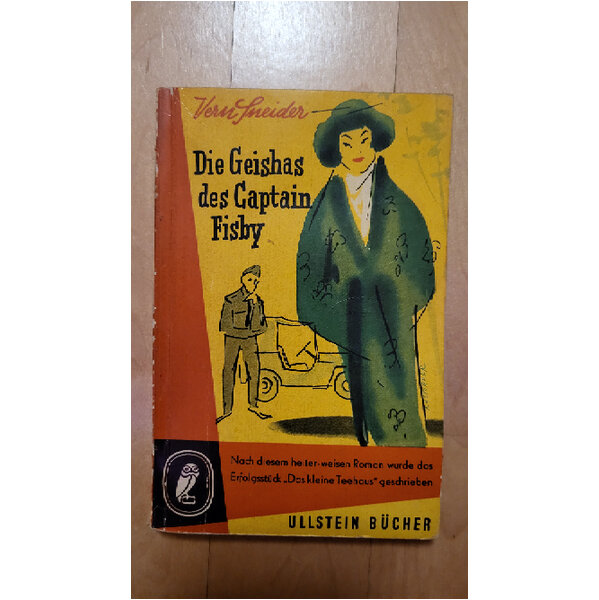 Vern Sneider
Die Geishas
des Captain
Fisby
Nach diesem heiter-weisen Roman wurde das
Erfolgsstück „Das kleine Teehaus" geschrieben
ULLSTEIN BÜCHER